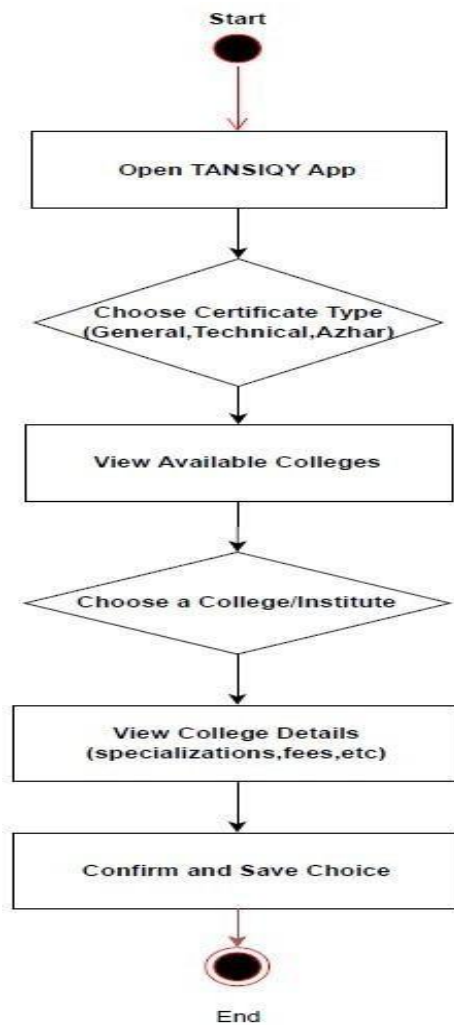 Start
Open TANSIQY App
Choose Certificate Type
(General,Technical,Azhar)
View Available Colleges
Choose a College/Institute
View College Details
(specializations,fees,etc)
Confirm and Save Choice
End